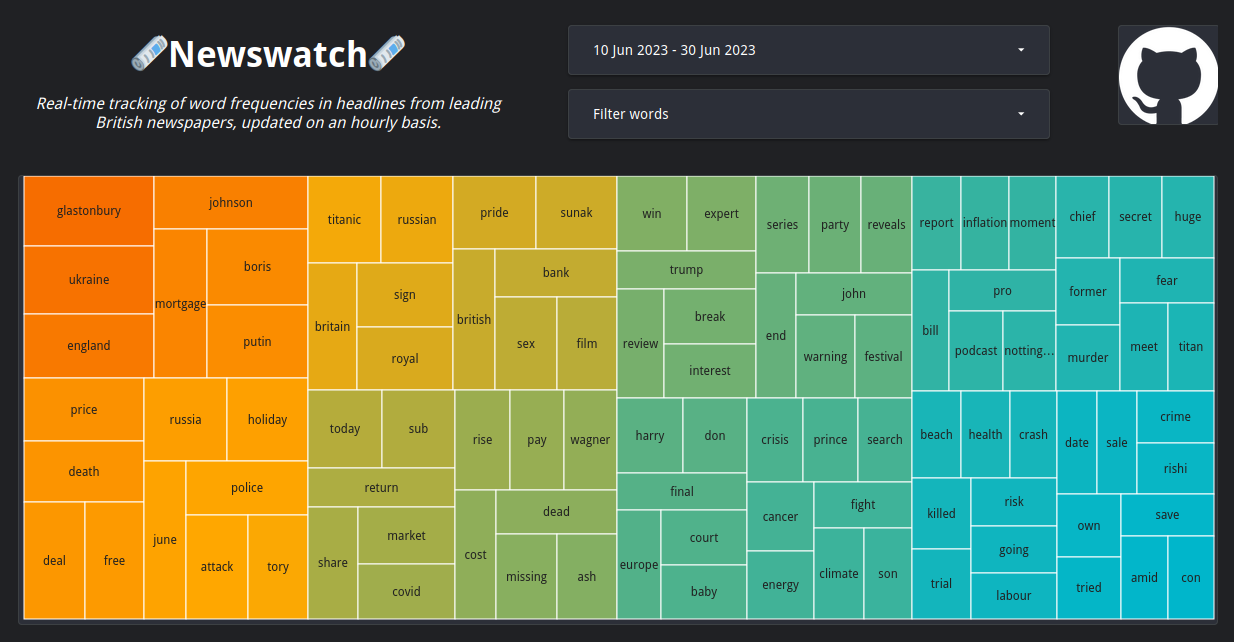 Newswatch
Real-time tracking of word frequencies in headlines from leading
British newspapers, updated on an hourly basis.
10 Jun 2023 - 30 Jun 2023
Filter words
glastonbury
ukraine
england
johnson
mortgage
boris
putin
price
death
deal
free
russia
holiday
june
police
attack
tory
titanic
russian
britain
sign
royal
pride
sunak
british
bank
sex
film
today
sub
return
share
market
covid
rise
pay
wagner
cost
dead
missing
ash
win
expert
trump
review
break
interest
series
party
reveals
end
john
warning
festival
harry
don
final
europe
court
baby
crisis
prince
search
cancer
energy
fight
climate
son
report
inflation
moment
bill
pro
podcast
notting...
chief
secret
huge
former
murder
fear
meet
titan
beach
health
crash
killed
trial
risk
going
labour
date
sale
crime
rishi
own
tried
save
amid
con